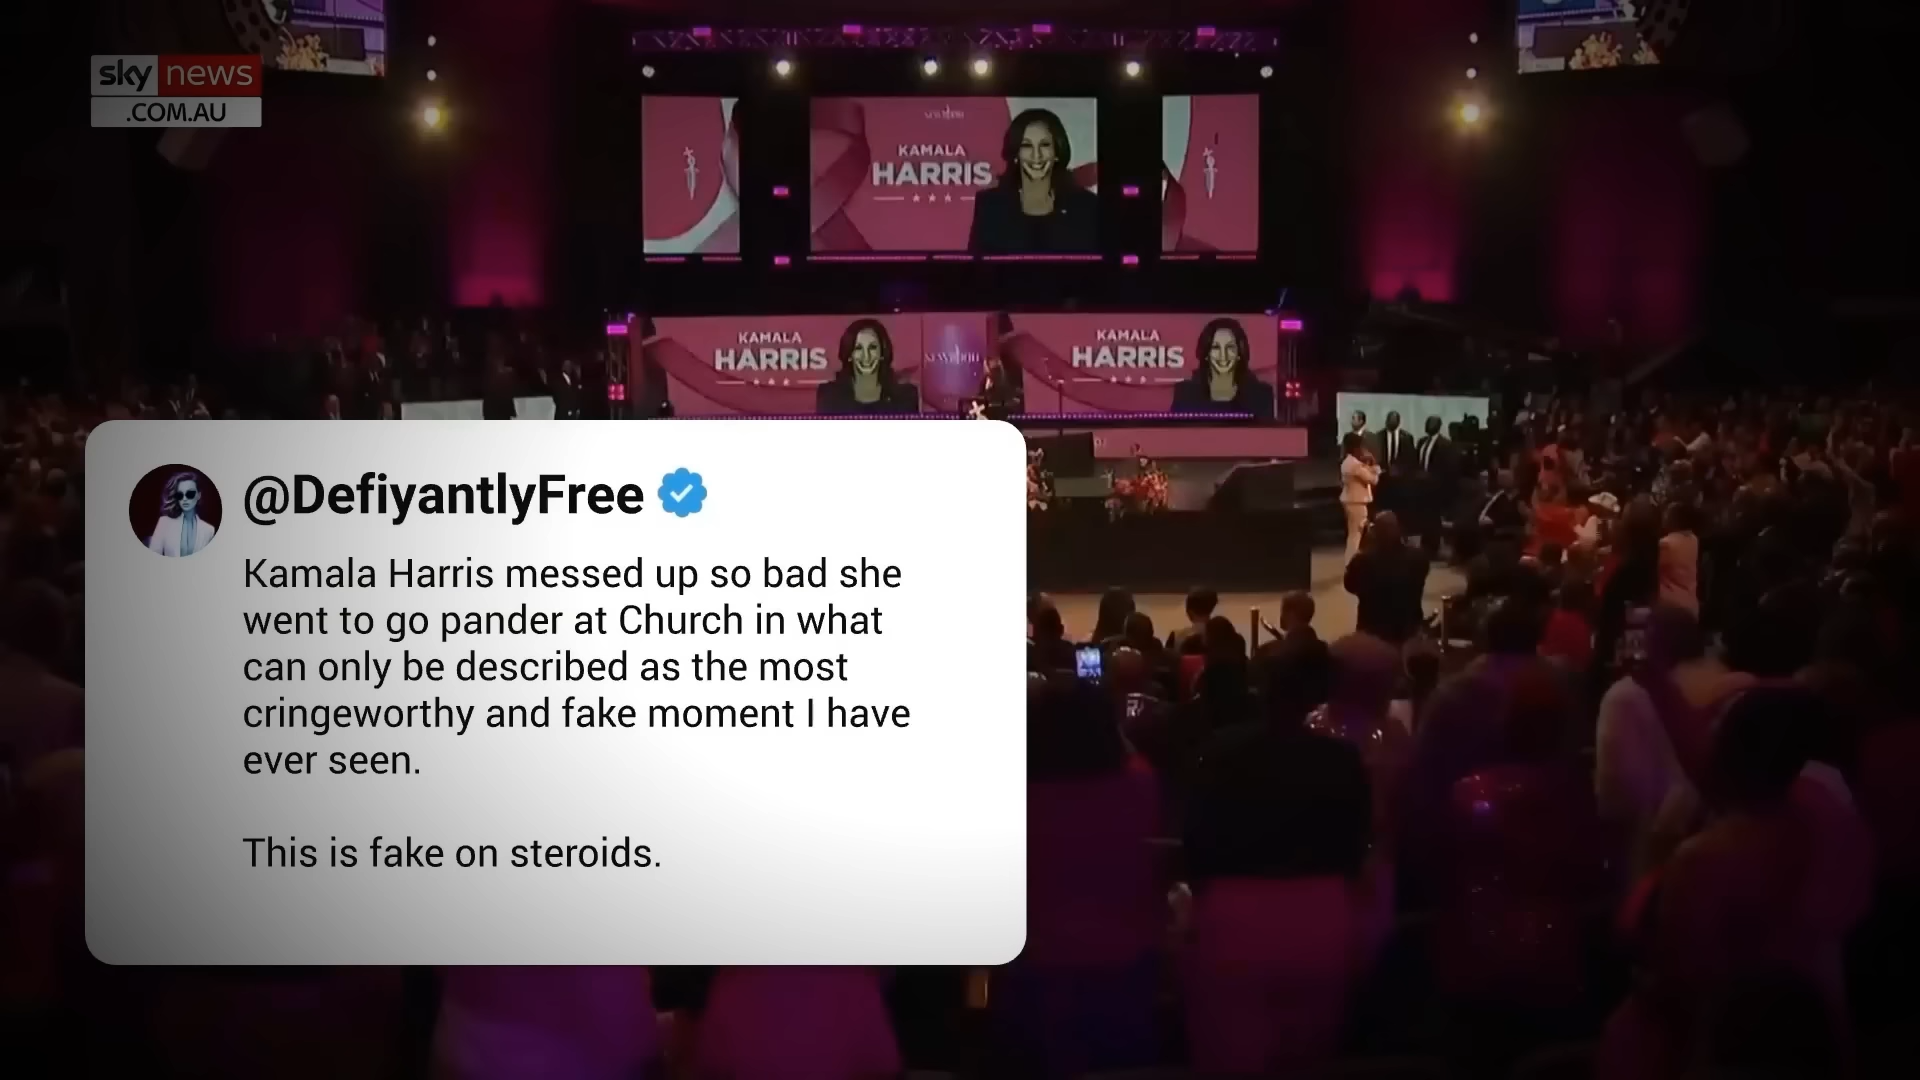 sky news
.COM.AU
KAMALA
HARRIS
KAMALA
HARRIS
KAMALA
HARRIS
@DefiyantlyFree
Kamala Harris messed up so bad she
went to go pander at Church in what
can only be described as the most
cringeworthy and fake moment I have
ever seen.
This is fake on steroids.